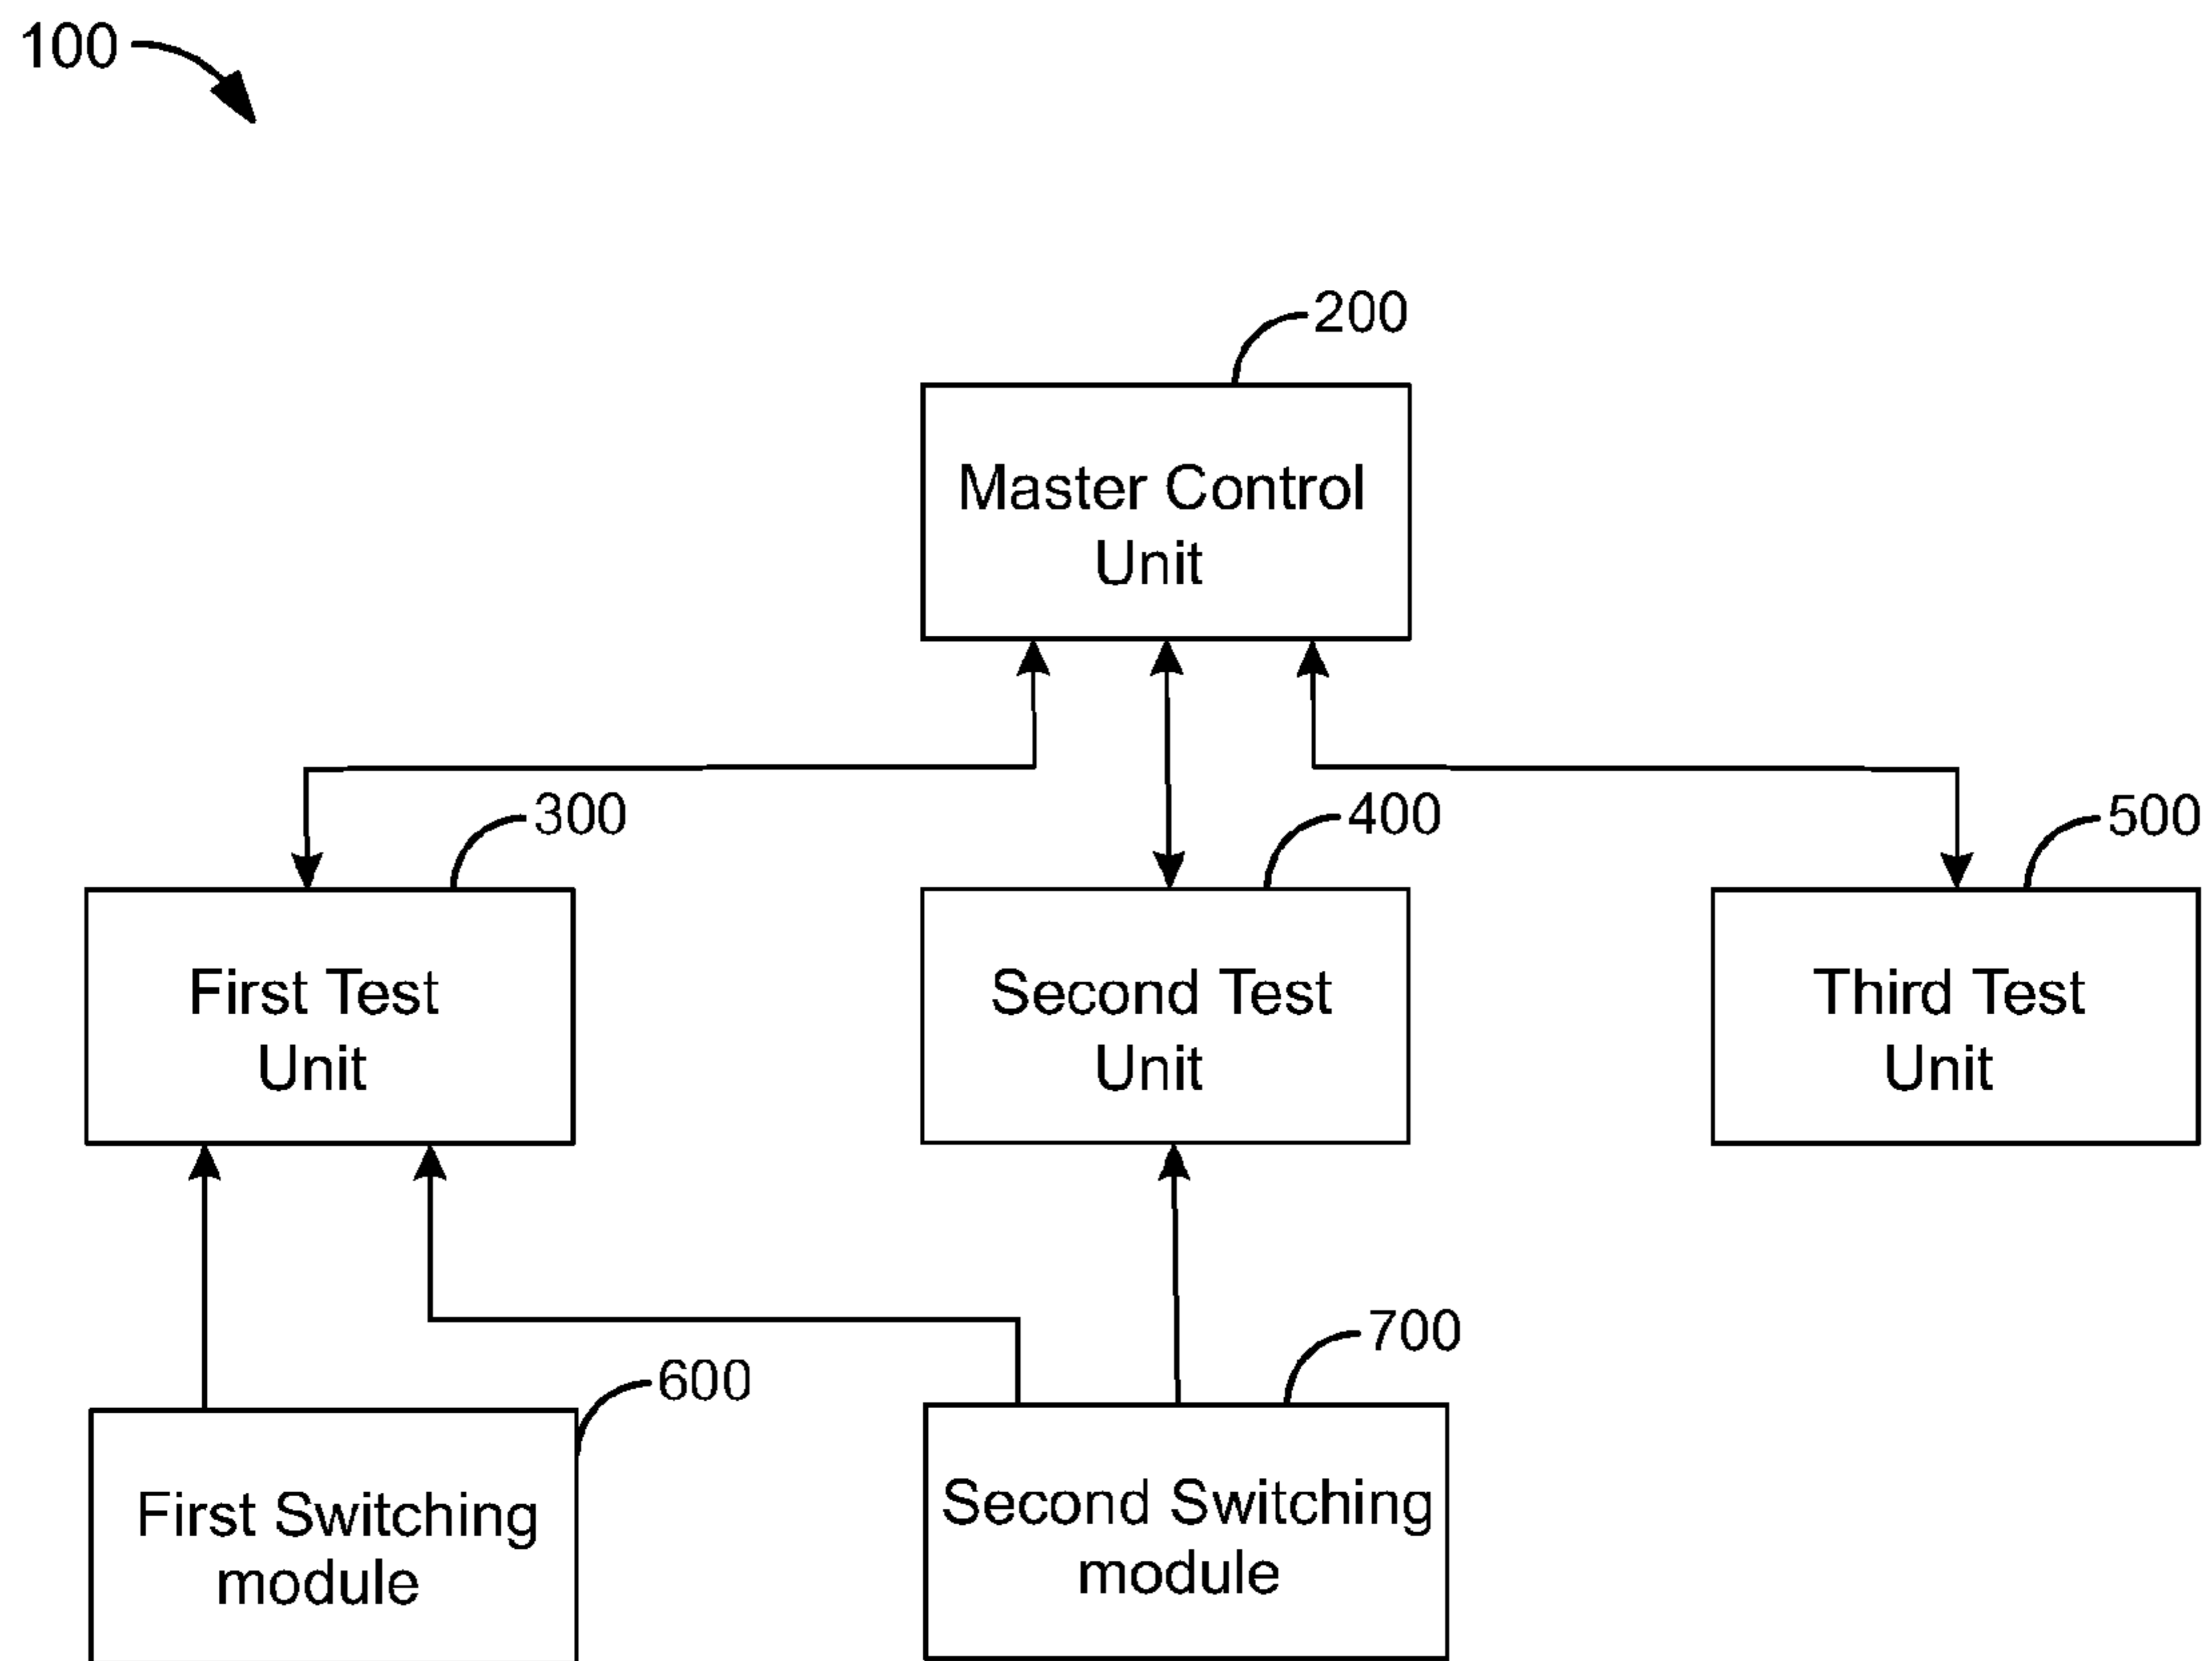 100
200
Master Control
Unit
300
400
500
First Test
Unit
Second Test
Unit
Third Test
Unit
600
700
First Switching
module
Second Switching
module